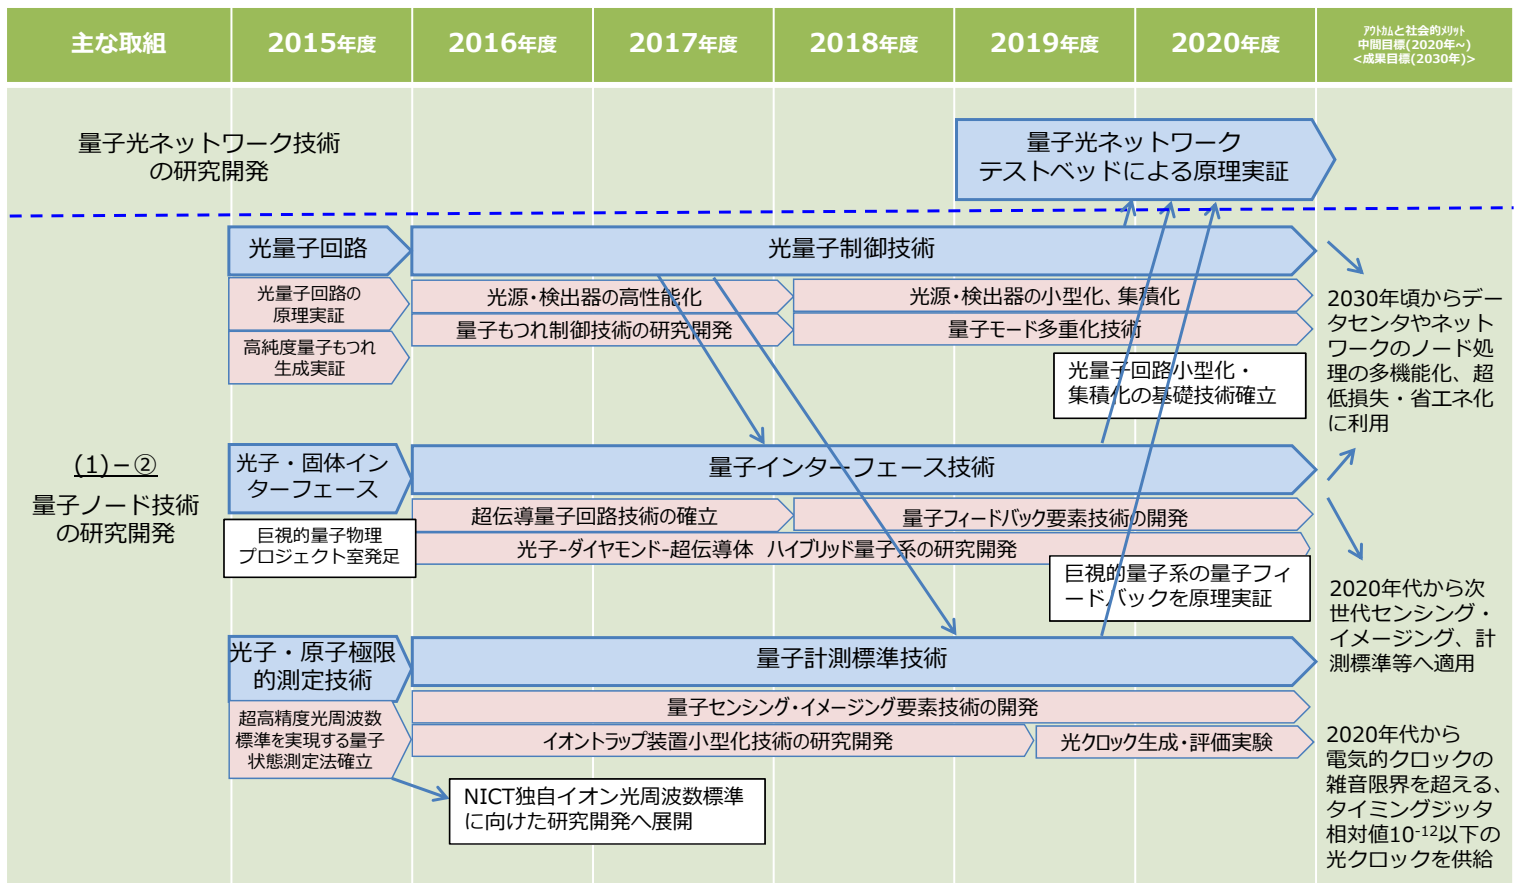 主な取組
2015年度
2016年度
2017年度
2018年度
2019年度
2020年度
ｱｳﾄｶﾑと社会的ﾒﾘｯﾄ
中間目標(2020年~)
<成果目標(2030年)>
量子光ネットワーク技術
の研究開発
量子光ネットワーク
テストベッドによる原理実証
(1)－②
量子ノード技術
の研究開発
光量子回路
光量子制御技術
光量子回路の
原理実証
高純度量子もつれ
生成実証
光源・検出器の高性能化
量子もつれ制御技術の研究開発
光源・検出器の小型化、集積化
量子モード多重化技術
光量子回路小型化・
集積化の基礎技術確立
光子・固体イン
ターフェース
量子インターフェース技術
巨視的量子物理
プロジェクト室発足
超伝導量子回路技術の確立
量子フィードバック要素技術の開発
光子-ダイヤモンド-超伝導体　ハイブリッド量子系の研究開発
巨視的量子系の量子フィ
ードバックを原理実証
光子・原子極限
的測定技術
量子計測標準技術
超高精度光周波数
標準を実現する量子
状態測定法確立
量子センシング・イメージング要素技術の開発
イオントラップ装置小型化技術の研究開発
光クロック生成・評価実験
NICT独自イオン光周波数標準
に向けた研究開発へ展開
2030年頃からデー
タセンタやネット
ワークのノード処
理の多機能化、超
低損失・省エネ化
に利用
2020年代から次
世代センシング・
イメージング、計
測標準等へ適用
2020年代から
電気的クロックの
雑音限界を超える、
タイミングジッタ
相対値10-12以下の
光クロックを供給